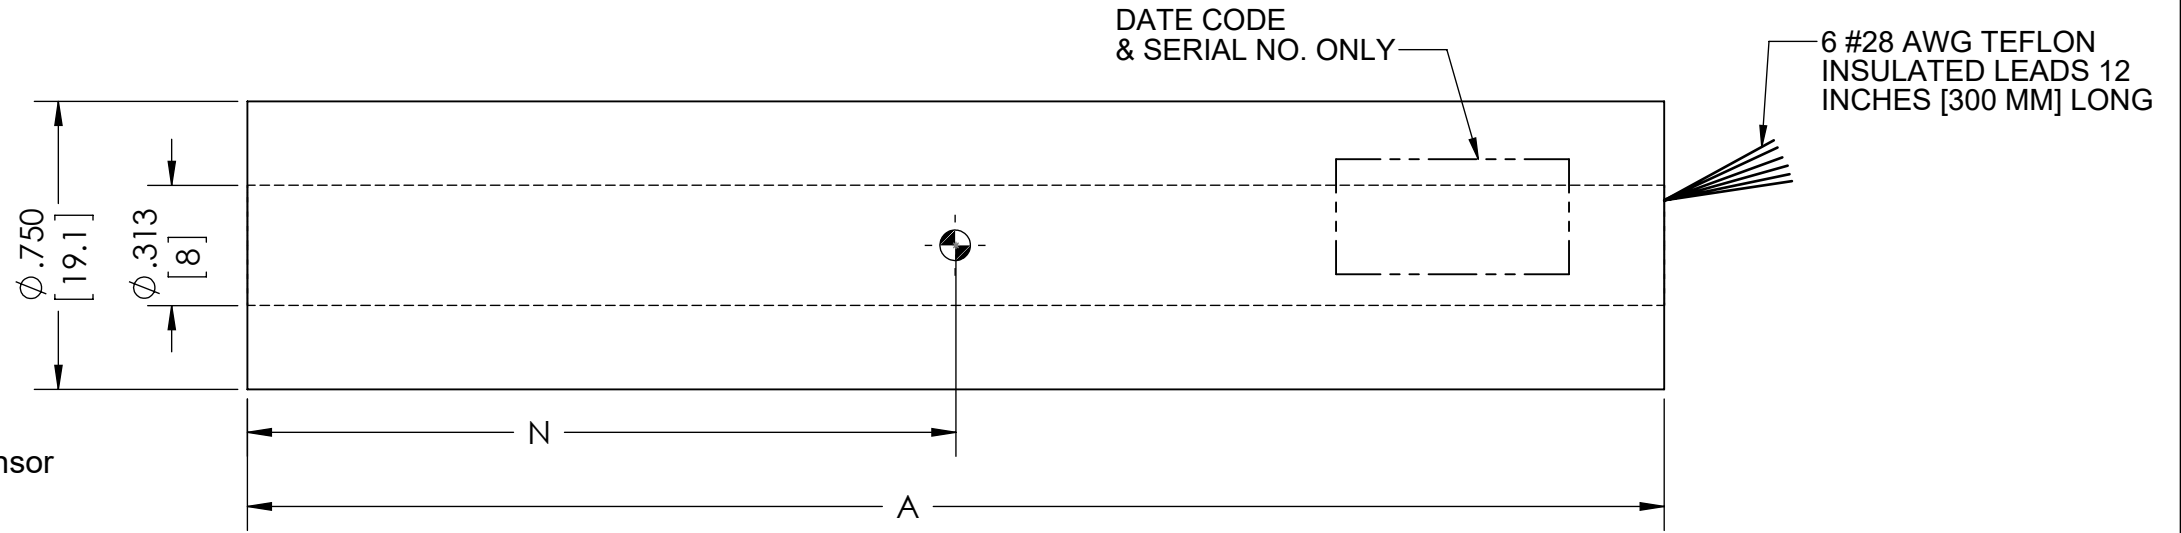 DATE CODE
& SERIAL NO. ONLY
6 #28 AWG TEFLON
INSULATED LEADS 12
INCHES [300 MM] LONG
⌀.750
[19.1]
⌀.313
[8]
N
nsor
A